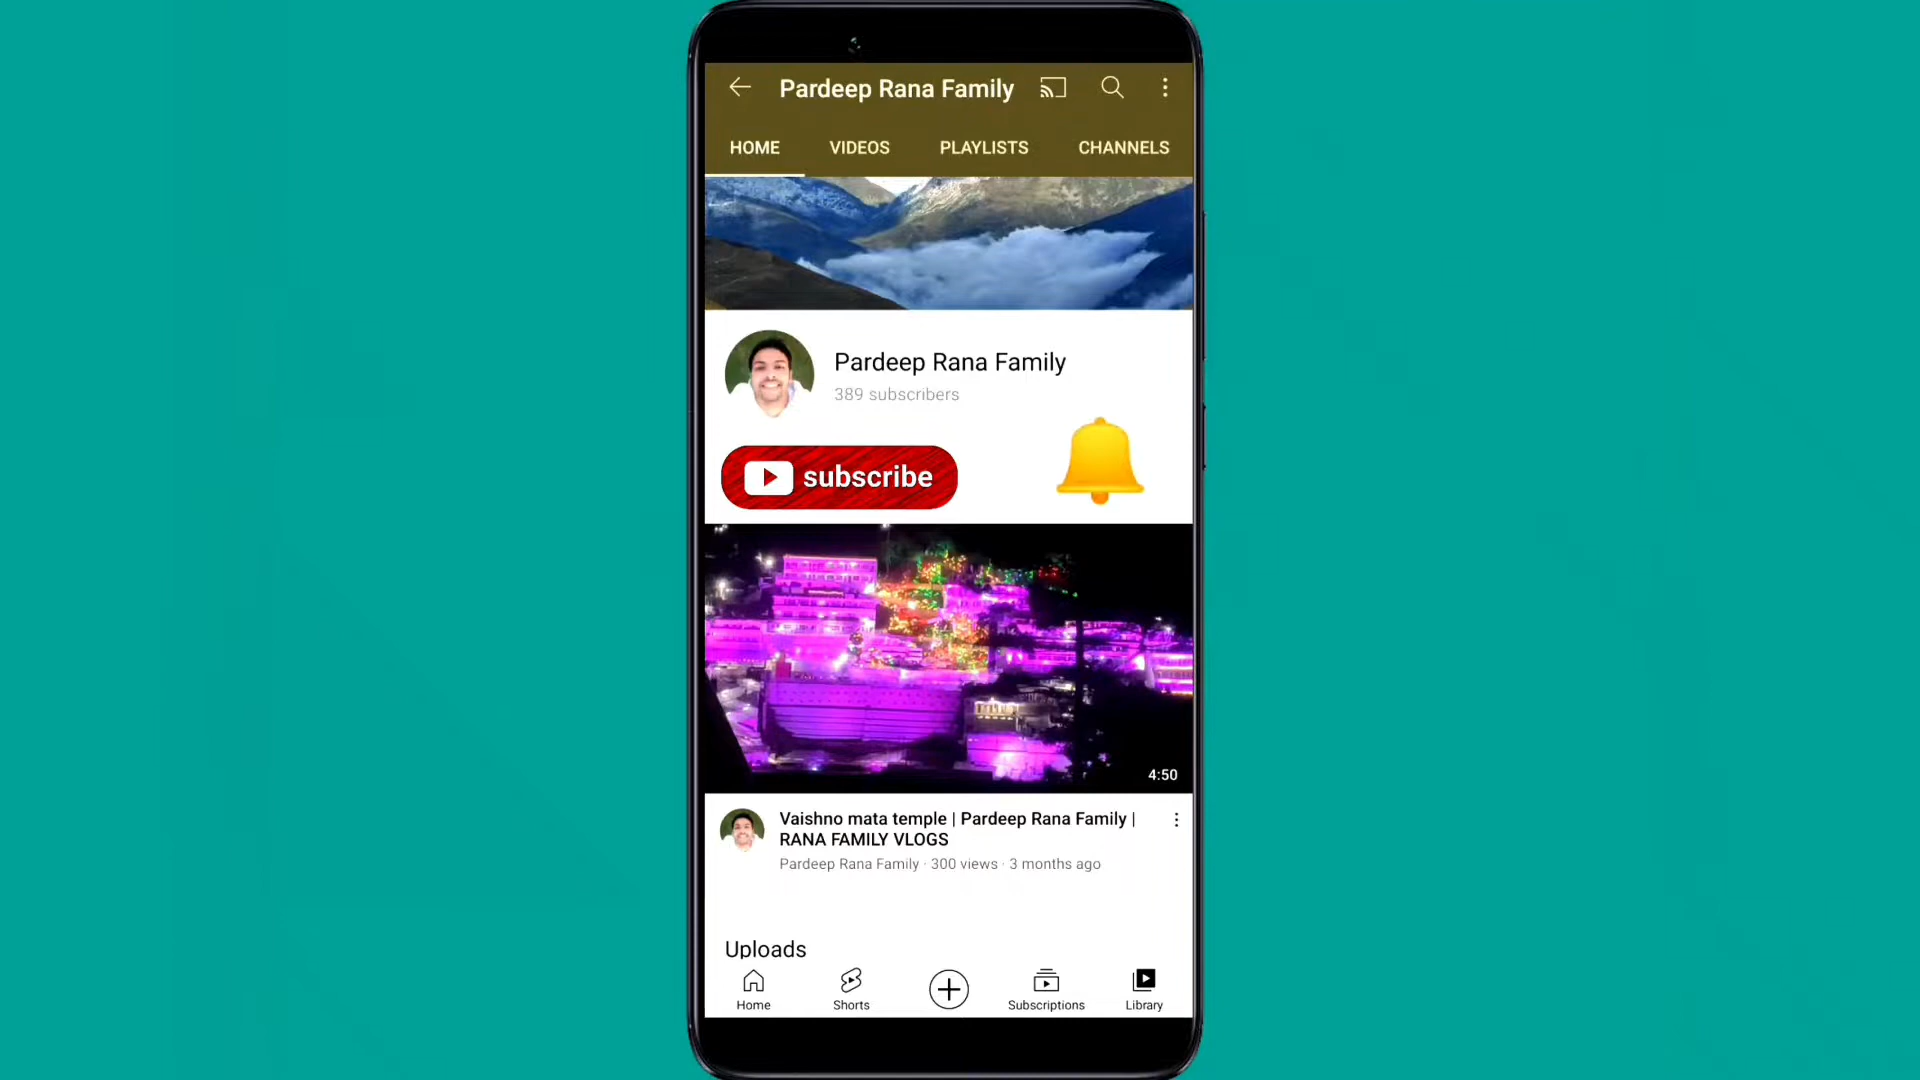 Pardeep Rana Family
HOME VIDEOS PLAYLISTS CHANNELS
Pardeep Rana Family
389 subscribers
subscribe
4:50
Vaishno mata temple | Pardeep Rana Family |
RANA FAMILY VLOGS
Pardeep Rana Family · 300 views · 3 months ago
Uploads
Home Shorts Subscriptions Library